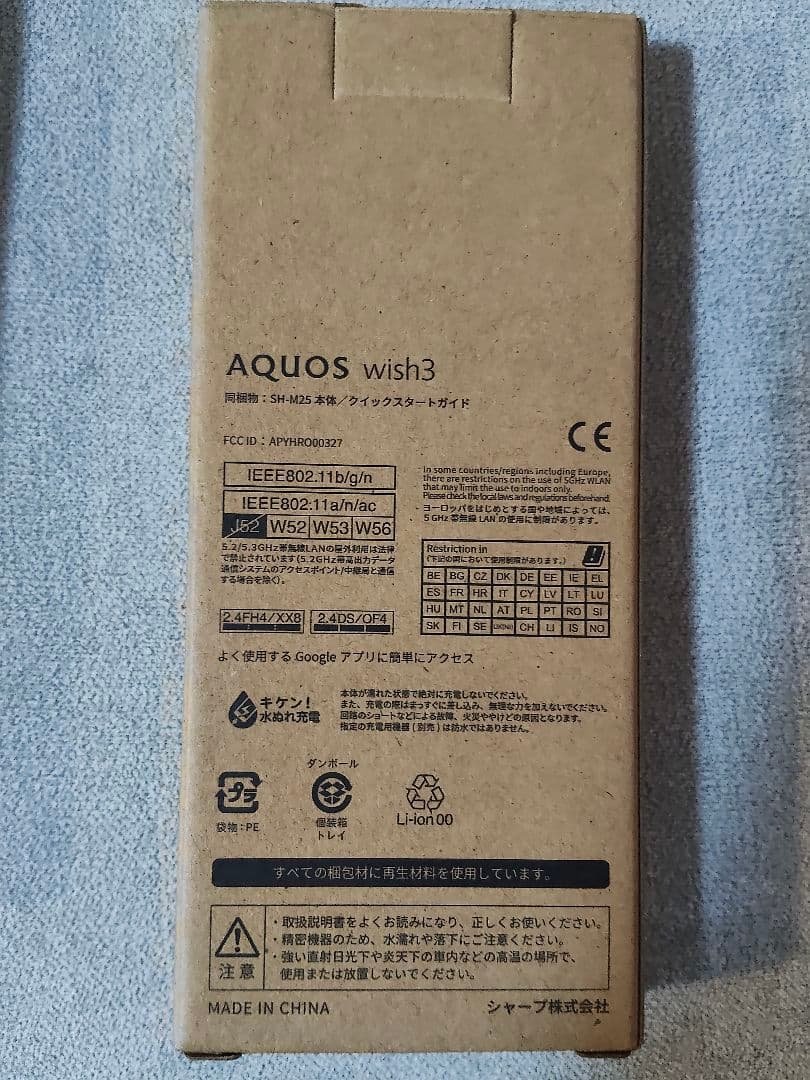 AQUOS wish3
同梱物：SH-M25 本体／クイックスタートガイド
FCC ID：APYHRO00327
CE
IEEE802.11b/g/n
IEEE802.11a/n/ac
J52 W52 W53 W56
5.2/5.3GHz帯無線LANの屋外利用は法律
で禁止されています(5.2GHz帯高出力データ
通信システムのアクセスポイント/中継局と通信
する場合を除く)。
In some countries/regions including Europe,
there are restrictions on the use of 5GHz WLAN
that may limit the use to indoors only.
Please check the local laws and regulations beforehand.
・ヨーロッパをはじめとする国や地域によっては、
5 GHz 帯無線 LAN の使用に制限があります。
Restriction in
(下記の国において使用制限があります。)
BE BG CZ DK DE EE IE EL
ES FR HR IT CY LV LT LU
HU MT NL AT PL PT RO SI
SK FI SE UK(NI) CH LI IS NO
2.4FH4/XX8 2.4DS/OF4
よく使用する Google アプリに簡単にアクセス
キケン！
水ぬれ充電
本体が濡れた状態で絶対に充電しないでください。
また、充電の際はまっすぐに差し込み、無理な力を加えないでください。
回路のショートなどによる故障、火災ややけどの原因となります。
指定の充電用機器（別売）は防水ではありません。
プラ
袋物：PE
ダンボール
個装箱
トレイ
Li-ion 00
すべての梱包材に再生材料を使用しています。
注意
・取扱説明書をよくお読みになり、正しくお使いください。
・精密機器のため、水濡れや落下にご注意ください。
・強い直射日光下や炎天下の車内などの高温の場所で、
使用または放置しないでください。
MADE IN CHINA
シャープ株式会社